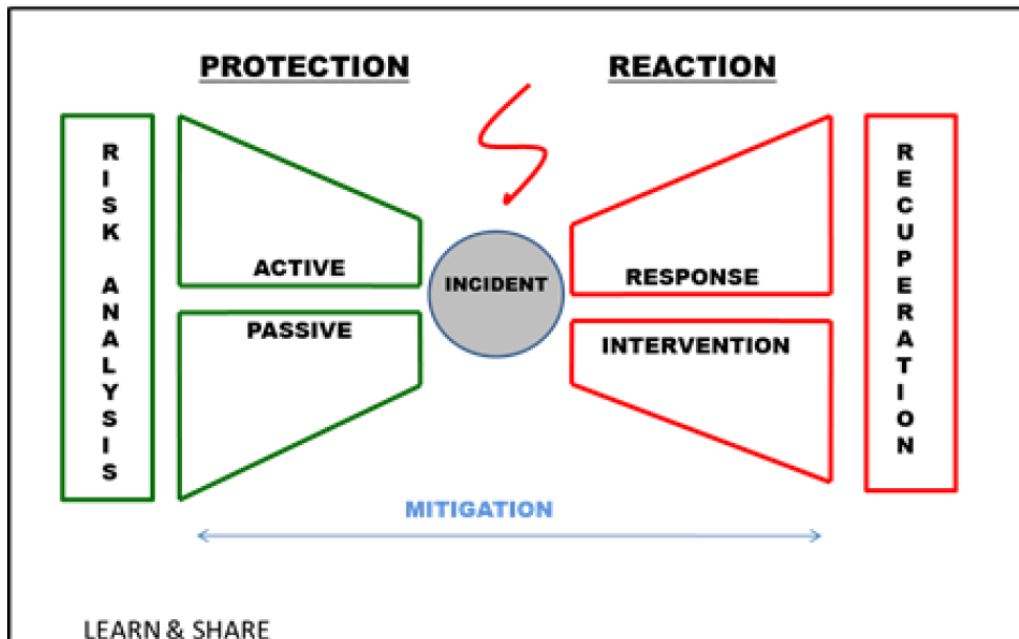 PROTECTION
REACTION
RISK ANALYSIS
ACTIVE
PASSIVE
INCIDENT
RESPONSE
INTERVENTION
RECUPERATION
MITIGATION
LEARN & SHARE